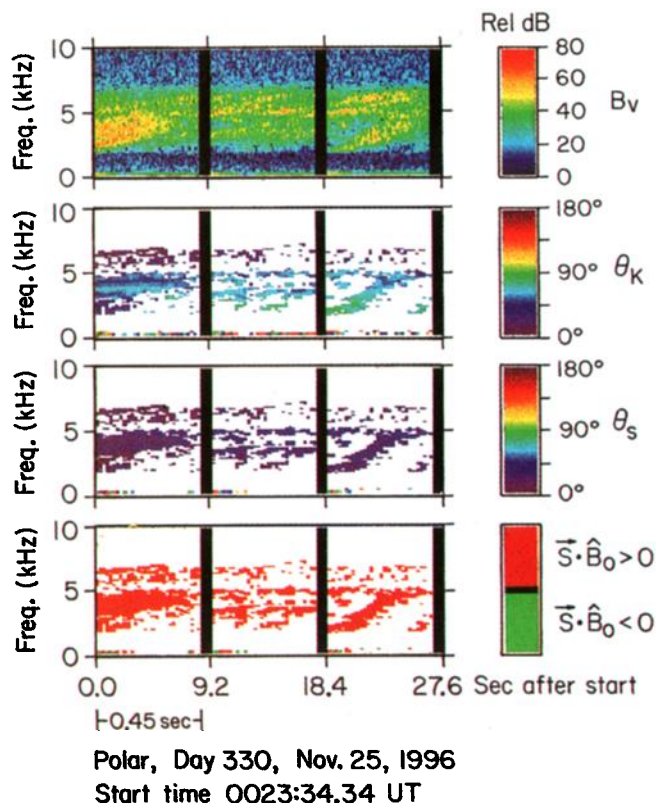 Rel dB
10
5
0
Freq. (kHz)
80
60
40
20
0
Bv
10
5
0
Freq. (kHz)
180°
90°
0°
θK
10
5
0
Freq. (kHz)
180°
90°
0°
θs
10
5
0
Freq. (kHz)
S⃗·B̂o>0
S⃗·B̂o<0
0.0 9.2 18.4 27.6 Sec after start
0.45 sec
Polar, Day 330, Nov. 25, 1996
Start time 0023:34.34 UT